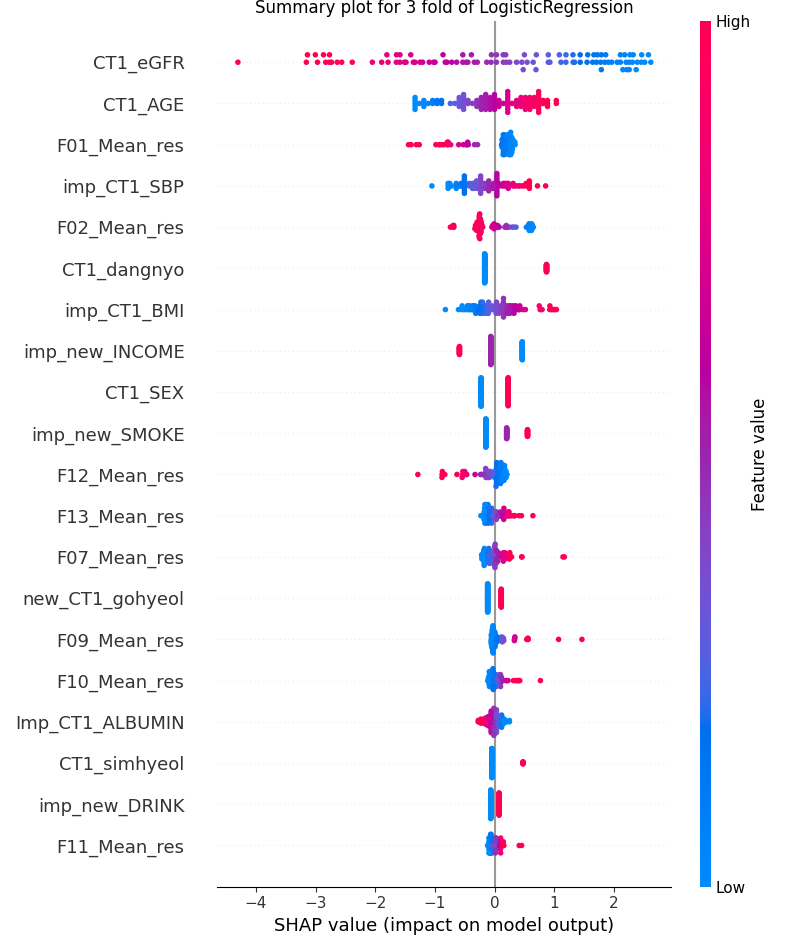 Summary plot for 3 fold of LogisticRegression
High
CT1_eGFR
CT1_AGE
F01_Mean_res
imp_CT1_SBP
F02_Mean_res
CT1_dangnyo
imp_CT1_BMI
imp_new_INCOME
CT1_SEX
imp_new_SMOKE
F12_Mean_res
F13_Mean_res
F07_Mean_res
new_CT1_gohyeol
F09_Mean_res
F10_Mean_res
Imp_CT1_ALBUMIN
CT1_simhyeol
imp_new_DRINK
F11_Mean_res
Feature value
Low
−4 −3 −2 −1 0 1 2
SHAP value (impact on model output)